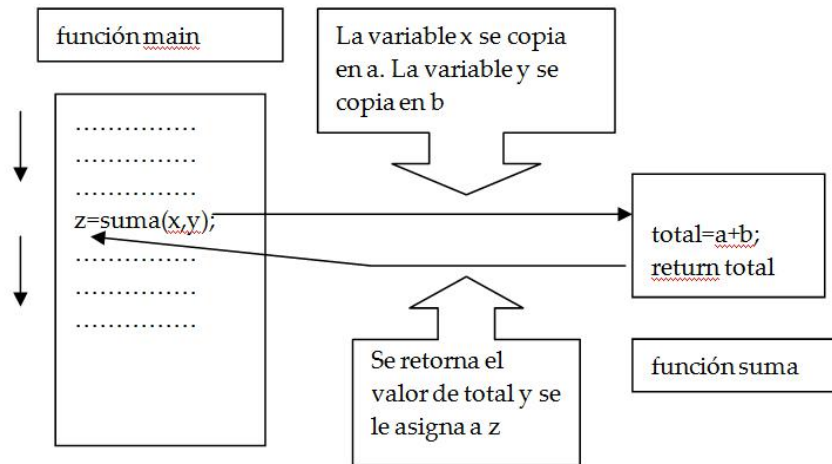 función main
La variable x se copia
en a. La variable y se
copia en b
……………
……………
……………
z=suma(x,y);
……………
……………
……………
total=a+b;
return total
función suma
Se retorna el
valor de total y se
le asigna a z